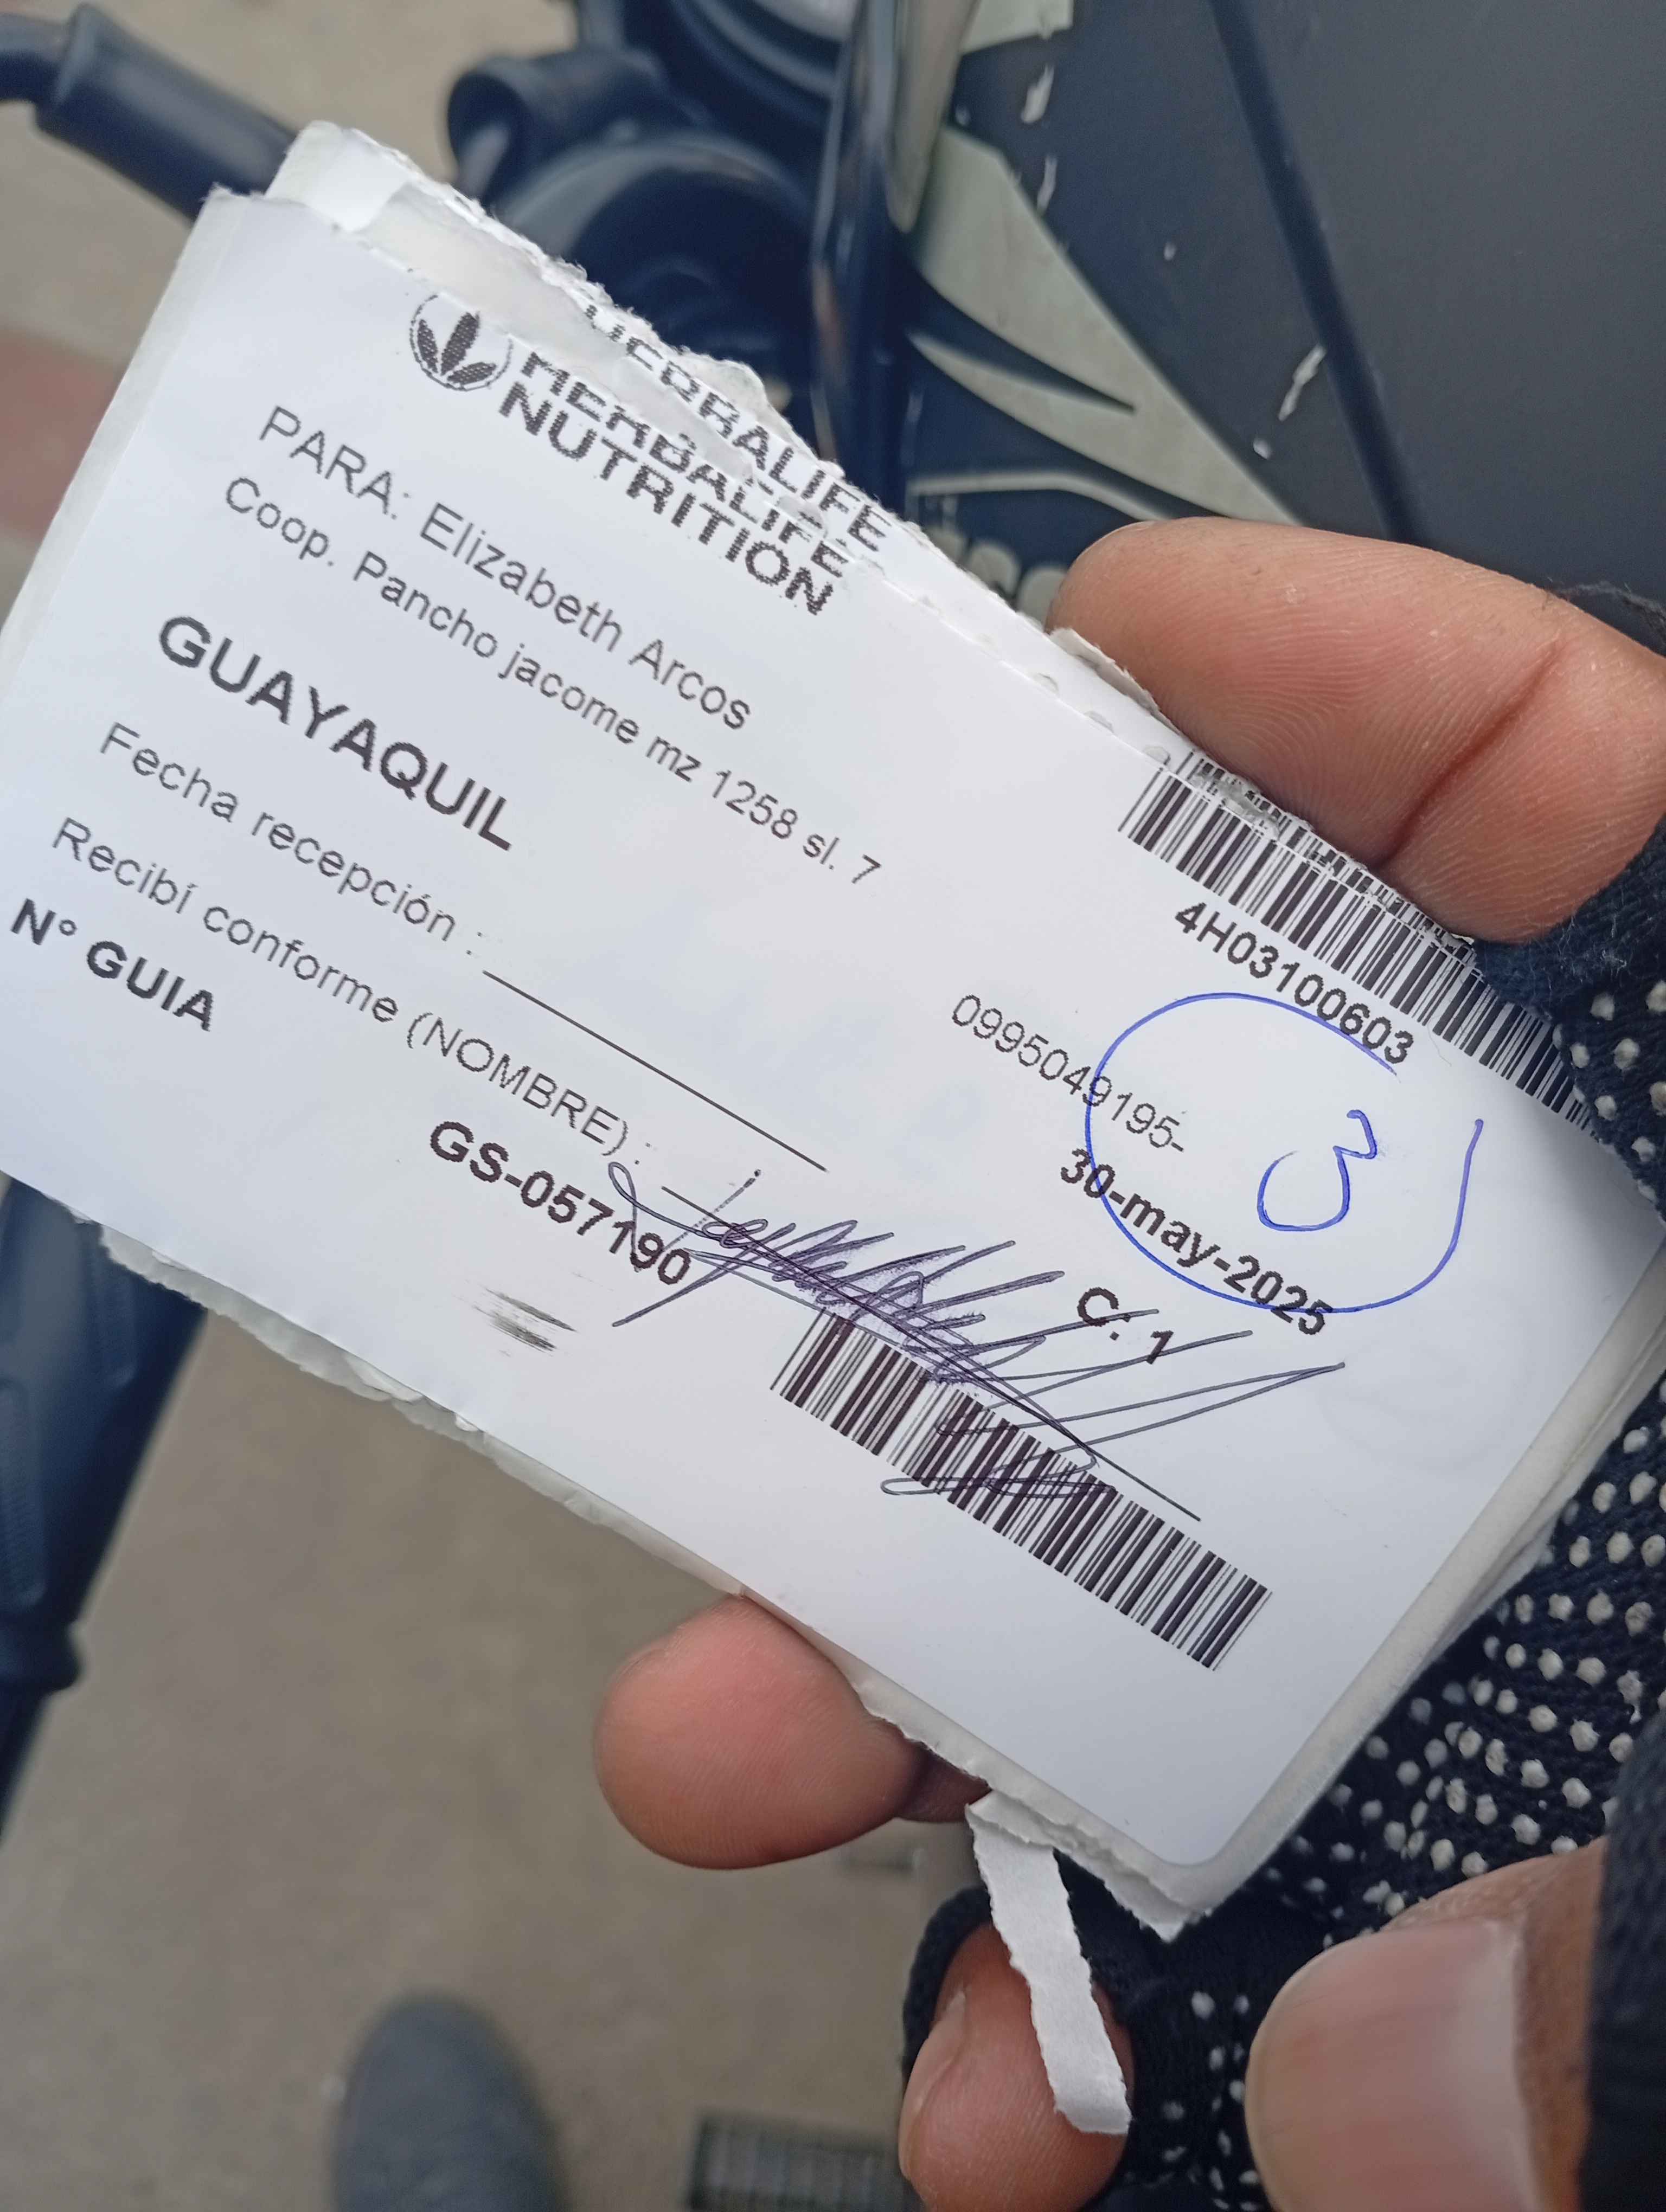 HERBALIFE
HERBALIFE
NUTRITION
PARA: Elizabeth Arcos
Coop. Pancho jacome mz 1258 sl. 7
GUAYAQUIL
4H03100603
0995049195-
30-may-2025
3
Fecha recepción :
Recibí conforme (NOMBRE) :
C: 1
N° GUIA
GS-057190